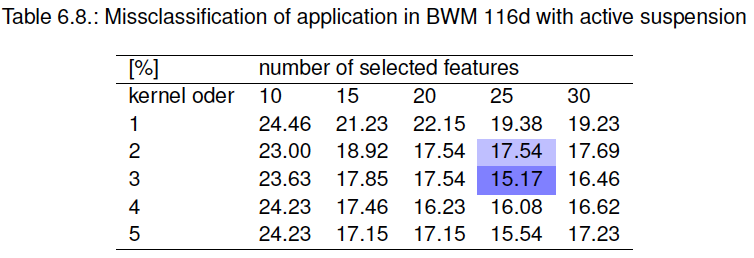 Table 6.8.: Missclassification of application in BWM 116d with active suspension
[%] number of selected features
kernel oder 10 15 20 25 30
1 24.46 21.23 22.15 19.38 19.23
2 23.00 18.92 17.54 17.54 17.69
3 23.63 17.85 17.54 15.17 16.46
4 24.23 17.46 16.23 16.08 16.62
5 24.23 17.15 17.15 15.54 17.23